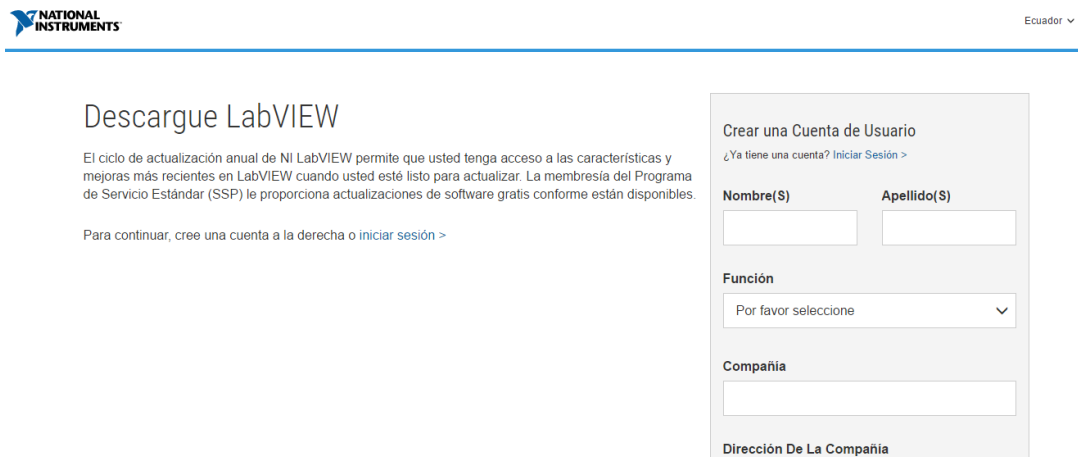 NATIONAL
INSTRUMENTS
Ecuador
Descargue LabVIEW
El ciclo de actualización anual de NI LabVIEW permite que usted tenga acceso a las características y
mejoras más recientes en LabVIEW cuando usted esté listo para actualizar. La membresía del Programa
de Servicio Estándar (SSP) le proporciona actualizaciones de software gratis conforme están disponibles.
Para continuar, cree una cuenta a la derecha o iniciar sesión >
Crear una Cuenta de Usuario
¿Ya tiene una cuenta? Iniciar Sesión >
Nombre(S) Apellido(S)
Función
Por favor seleccione
Compañía
Dirección De La Compañía